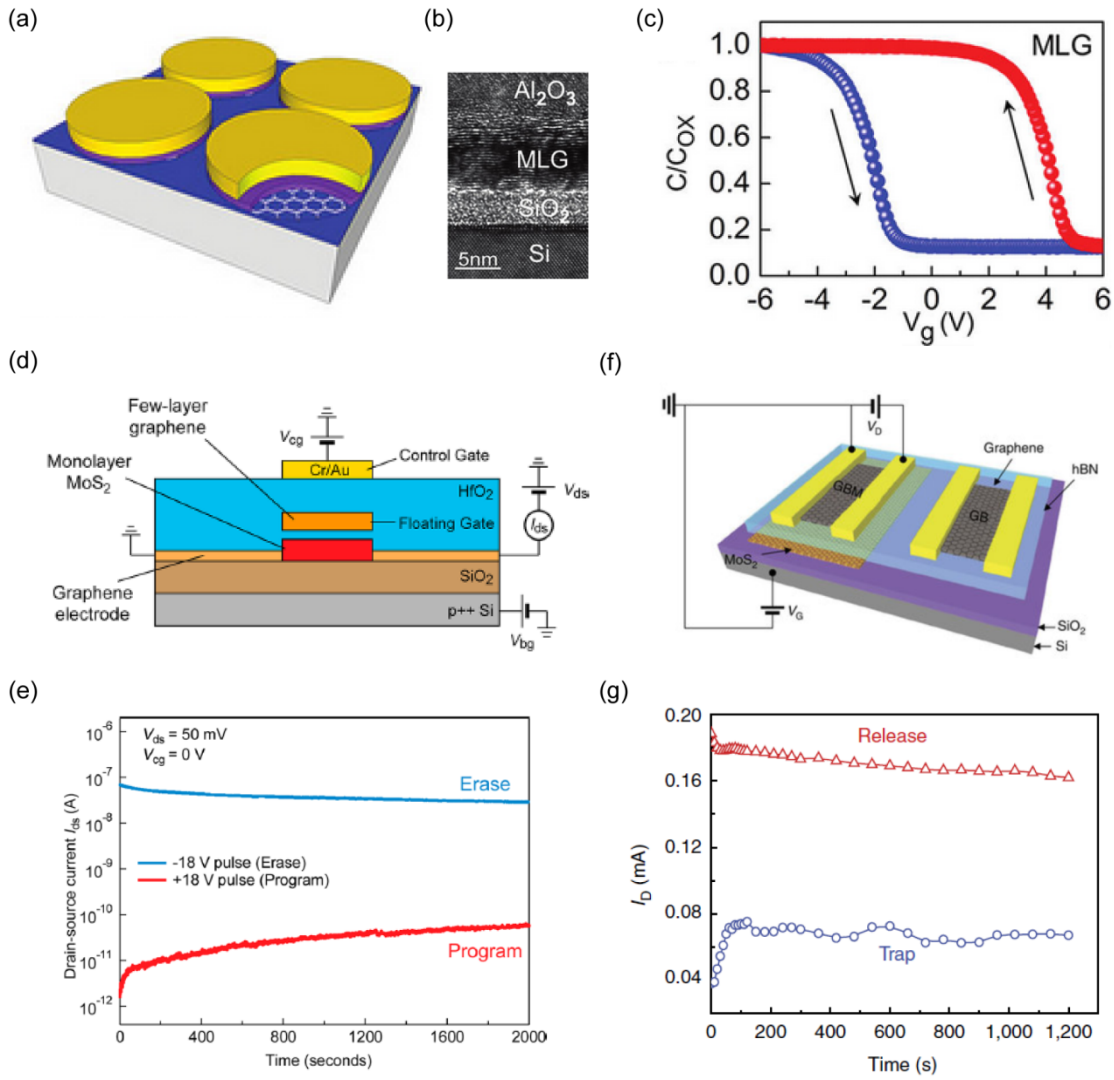 (a)
(b)
Al₂O₃
MLG
SiO₂
Si
5nm
(c)
MLG
C/Cox
1.0
0.8
0.6
0.4
0.2
0.0
-6 -4 -2 0 2 4 6
Vg (V)
(d)
Few-layer
graphene
Monolayer
MoS₂
Vcg
Cr/Au
Control Gate
HfO₂
Floating Gate
Vds
Ids
SiO₂
Graphene
electrode
p++ Si
Vbg
(f)
VD
Graphene
hBN
GBM
GB
MoS₂
VG
SiO₂
Si
(e)
Vds = 50 mV
Vcg = 0 V
Erase
-18 V pulse (Erase)
+18 V pulse (Program)
Program
Drain-source current Ids (A)
10⁻⁶
10⁻⁷
10⁻⁸
10⁻⁹
10⁻¹⁰
10⁻¹¹
10⁻¹²
0 400 800 1200 1600 2000
Time (seconds)
(g)
Release
Trap
ID (mA)
0.20
0.16
0.12
0.08
0.04
0 200 400 600 800 1,000 1,200
Time (s)